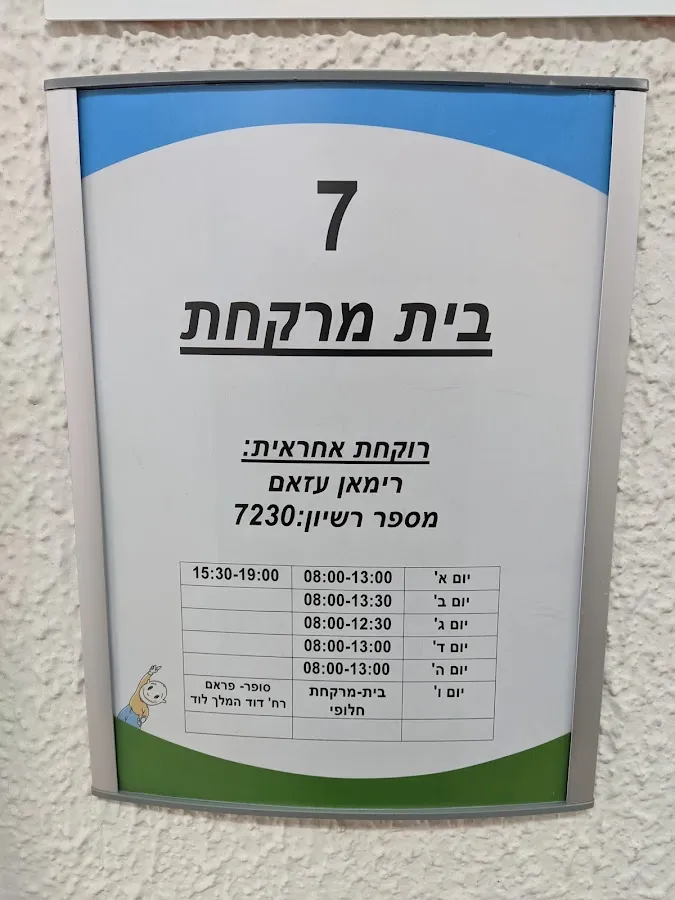 7
בית מרקחת
רוקחת אחראית:
רימאן עזאם
מספר רשיון:7230
יום א' 08:00-13:00 15:30-19:00
יום ב' 08:00-13:30
יום ג' 08:00-12:30
יום ד' 08:00-13:00
יום ה' 08:00-13:00
יום ו' בית-מרקחת חלופי סופר- פראם רח' דוד המלך לוד